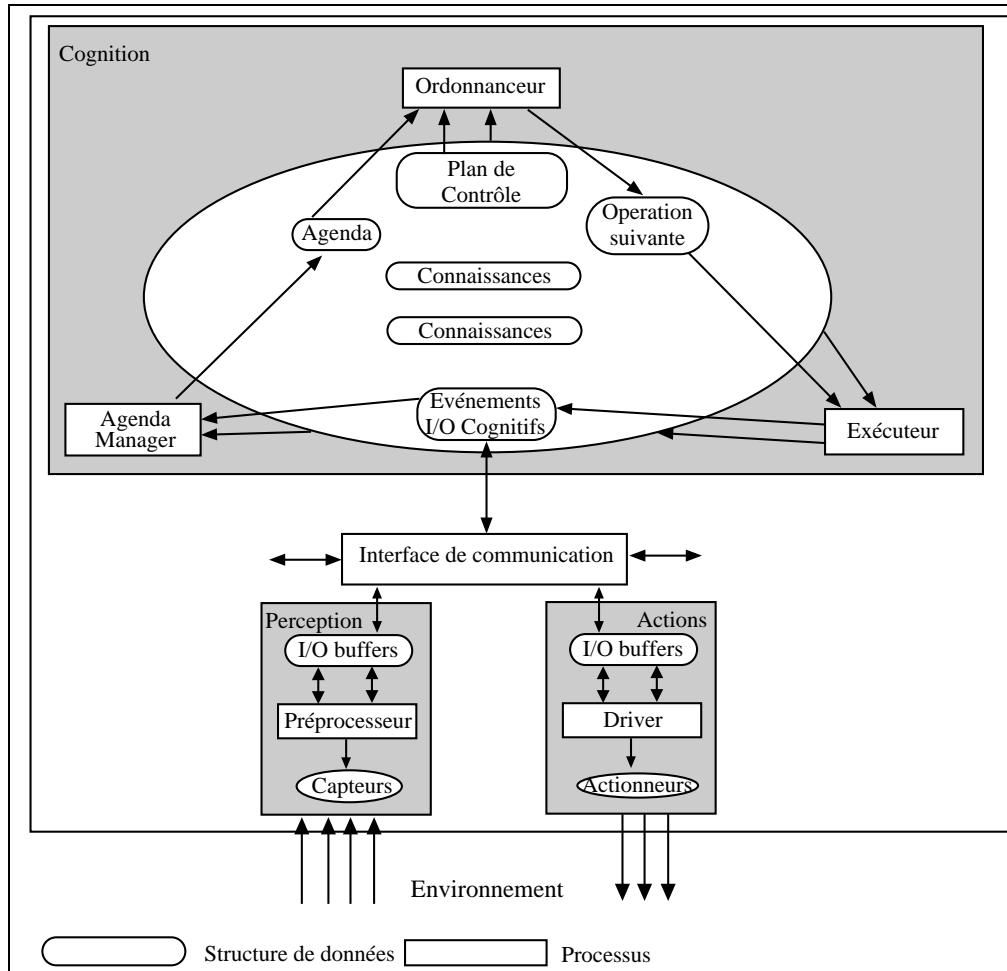 Cognition
Ordonnanceur
Plan de
Contrôle
Operation
suivante
Agenda
Connaissances
Connaissances
Evénements
I/O Cognitifs
Agenda
Manager
Exécuteur
Interface de communication
Perception
I/O buffers
Préprocesseur
Capteurs
Actions
I/O buffers
Driver
Actionneurs
Environnement
Structure de données
Processus